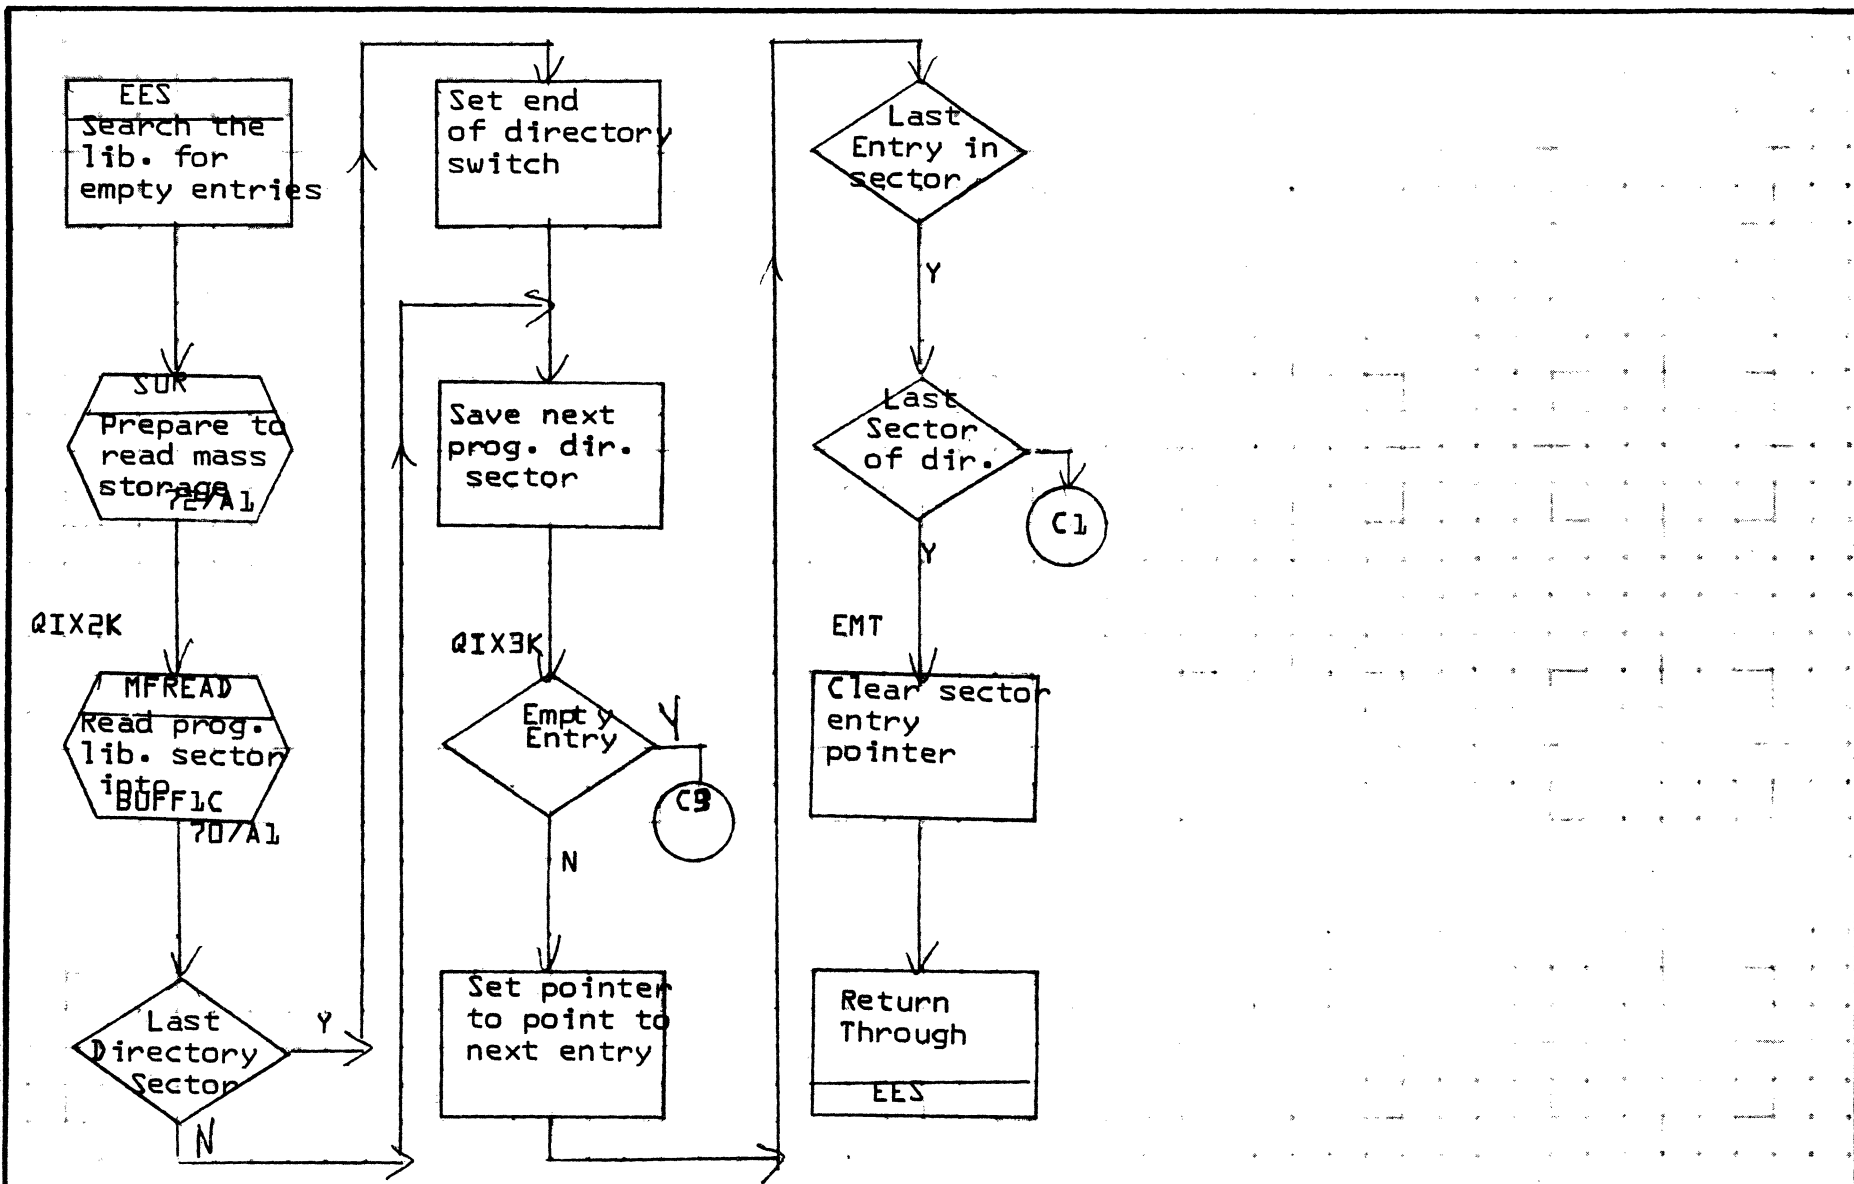 EES
Search the
lib. for
empty entries
SUR
Prepare to
read mass
storage
72/A1
QIX2K
MFREAD
Read prog.
lib. sector
into
BUFF1C
70/A1
Last
Directory
Sector
Y
N
Set end
of directory
switch
Save next
prog. dir.
sector
QIX3K
Empty
Entry
Y
N
Set pointer
to point to
next entry
Last
Entry in
sector
Y
Last
Sector
of dir.
C1
Y
EMT
Clear sector
entry
pointer
Return
Through
EES